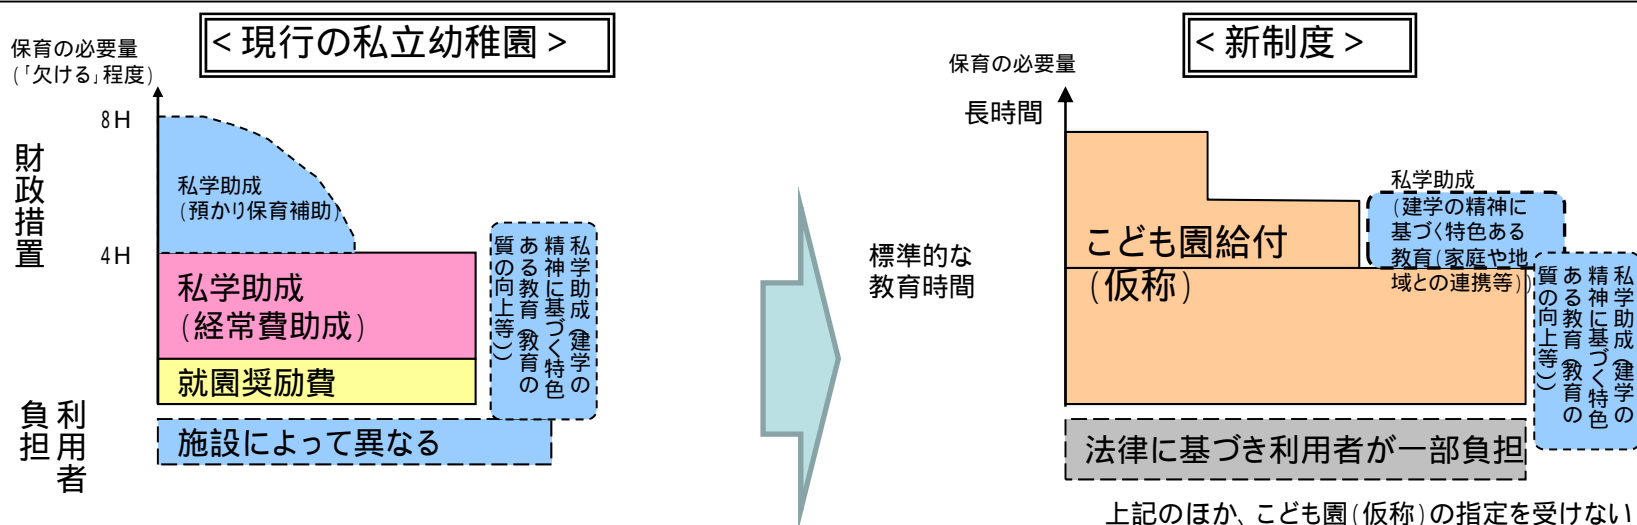 <現行の私立幼稚園>
保育の必要量
(「欠ける」程度)
8H
財政措置
私学助成
(預かり保育補助)
4H
私学助成
(経常費助成)
私学助成(建学の
精神に基づく特色
ある教育(教育の
質の向上等))
就園奨励費
利用者
負担
施設によって異なる
<新制度>
保育の必要量
長時間
標準的な
教育時間
こども園給付
(仮称)
私学助成
(建学の精神に
基づく特色ある
教育(家庭や地
域との連携等))
私学助成(建学の
精神に基づく特色
ある教育(教育の
質の向上等))
法律に基づき利用者が一部負担
上記のほか、こども園(仮称)の指定を受けない